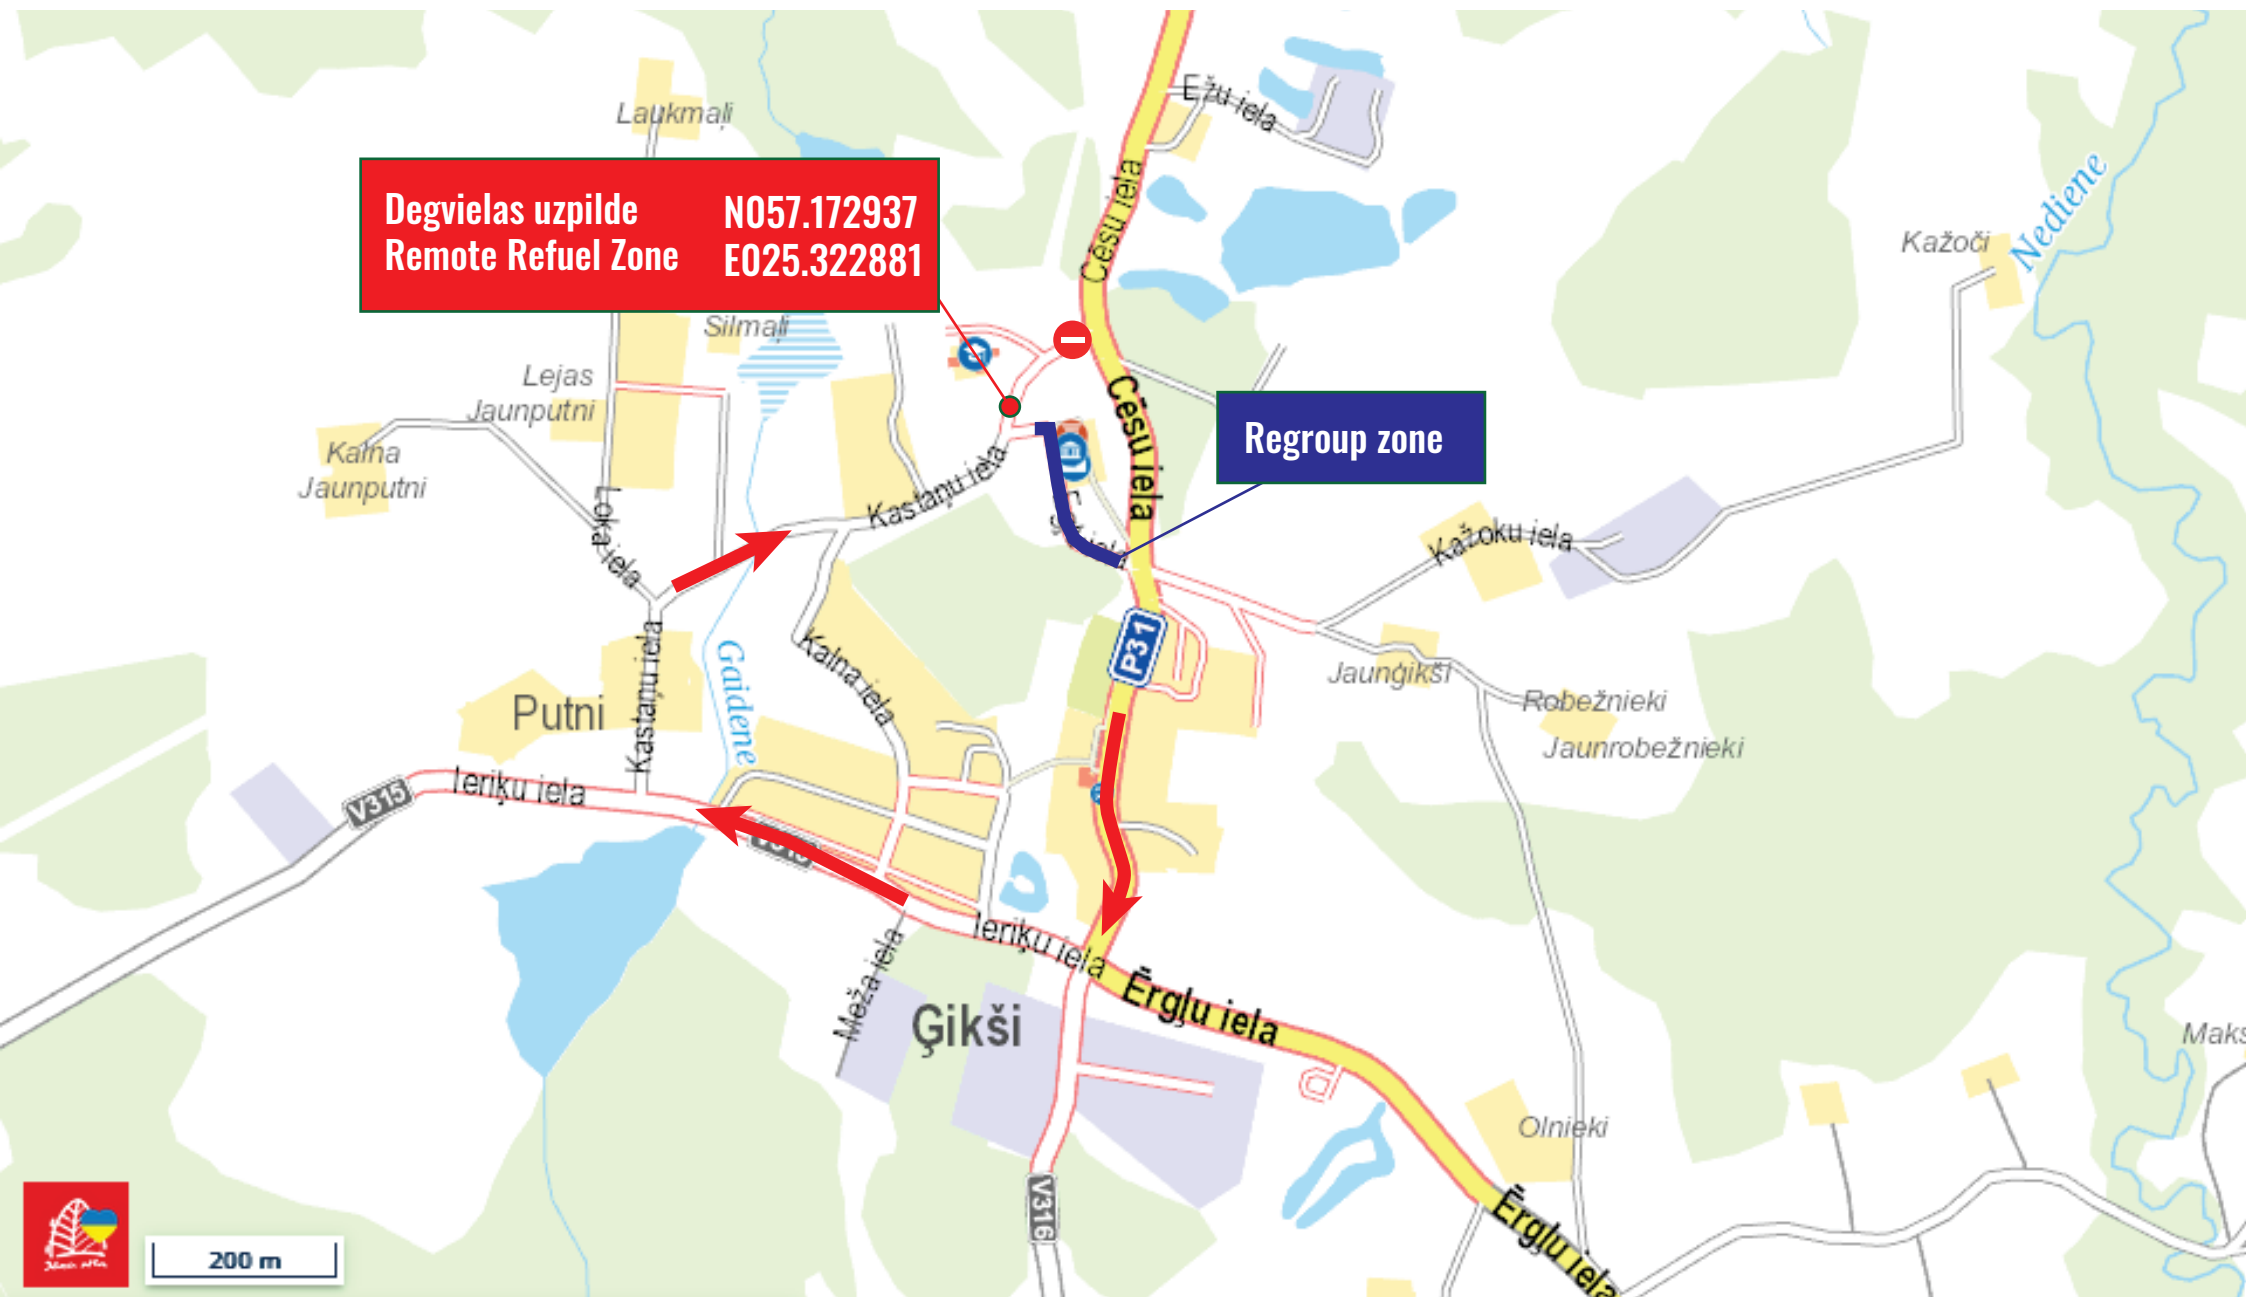 Ežu iela
Laukmaļi
Cēsu iela
Degvielas uzpilde
N057.172937
Remote Refuel Zone
E025.322881
Nediene
Kažoči
Silmaļi
Lejas
Jaunputni
Kalna
Jaunputni
Cēsu iela
Regroup zone
Kastaņu iela
Loka iela
iela
Kažoku iela
Kastaņu iela
Gaidene
Kalna iela
P31
Jaunģikši
Robežnieki
Jaunrobežnieki
Putni
Ieriķu iela
V315
Ieriķu iela
Meža iela
Ērgļu iela
Ģikši
Maks
Olnieki
V316
Ērgļu iela
200 m